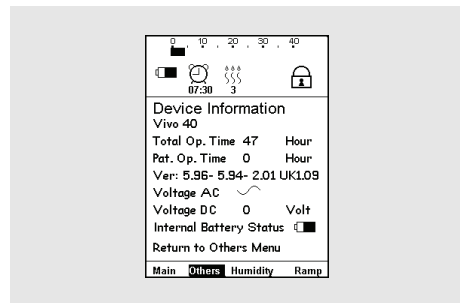 0 10 20 30 40
07:30 3
Device Information
Vivo 40
Total Op. Time 47 Hour
Pat. Op. Time 0 Hour
Ver: 5.96- 5.94- 2.01 UK1.09
Voltage AC
Voltage DC 0 Volt
Internal Battery Status
Return to Others Menu
Main Others Humidity Ramp